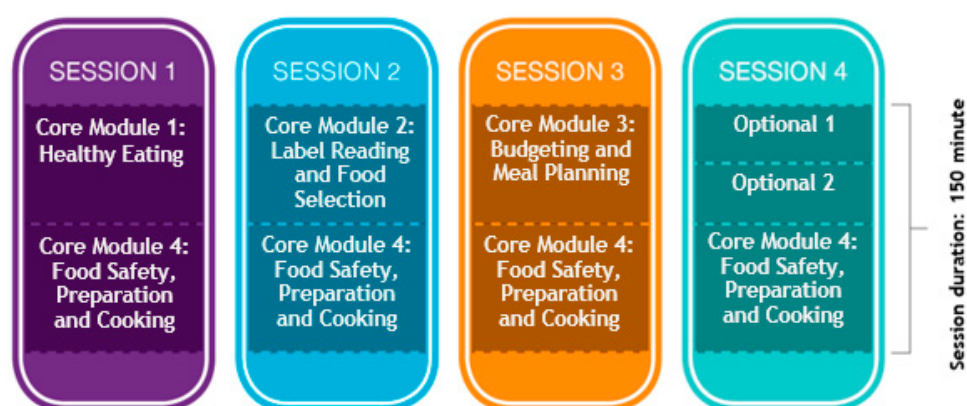 SESSION 1
Core Module 1:
Healthy Eating
Core Module 4:
Food Safety,
Preparation
and Cooking
SESSION 2
Core Module 2:
Label Reading
and Food
Selection
Core Module 4:
Food Safety,
Preparation
and Cooking
SESSION 3
Core Module 3:
Budgeting and
Meal Planning
Core Module 4:
Food Safety,
Preparation
and Cooking
SESSION 4
Optional 1
Optional 2
Core Module 4:
Food Safety,
Preparation
and Cooking
Session duration: 150 minute